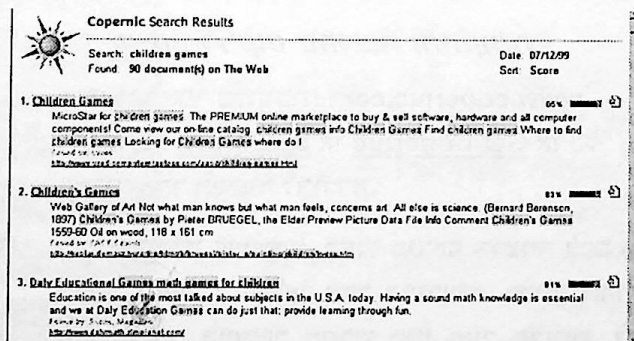 Copernic Search Results
Search: children games
Date: 07/12/99
Found: 90 document(s) on The Web
Sort: Score
1. Children Games
MicroStar for children games. The PREMIUM online marketplace to buy & sell software, hardware and all computer
components! Come view our on-line catalog. children games info Children Games Find children games Where to find
children games Looking for Children Games where do I
2. Children's Games
83%
Web Gallery of Art Not what man knows but what man feels, concerns art. All else is science. (Bernard Berenson,
1897) Children's Games by Pieter BRUEGEL, the Elder Preview Picture Data File Info Comment Children's Games
1559-60 Oil on wood, 118 x 161 cm
3. Daly Educational Games math games for children
81%
Education is one of the most talked about subjects in the U.S.A. today. Having a sound math knowledge is essential
and we at Daly Education Games can do just that; provide learning through fun.